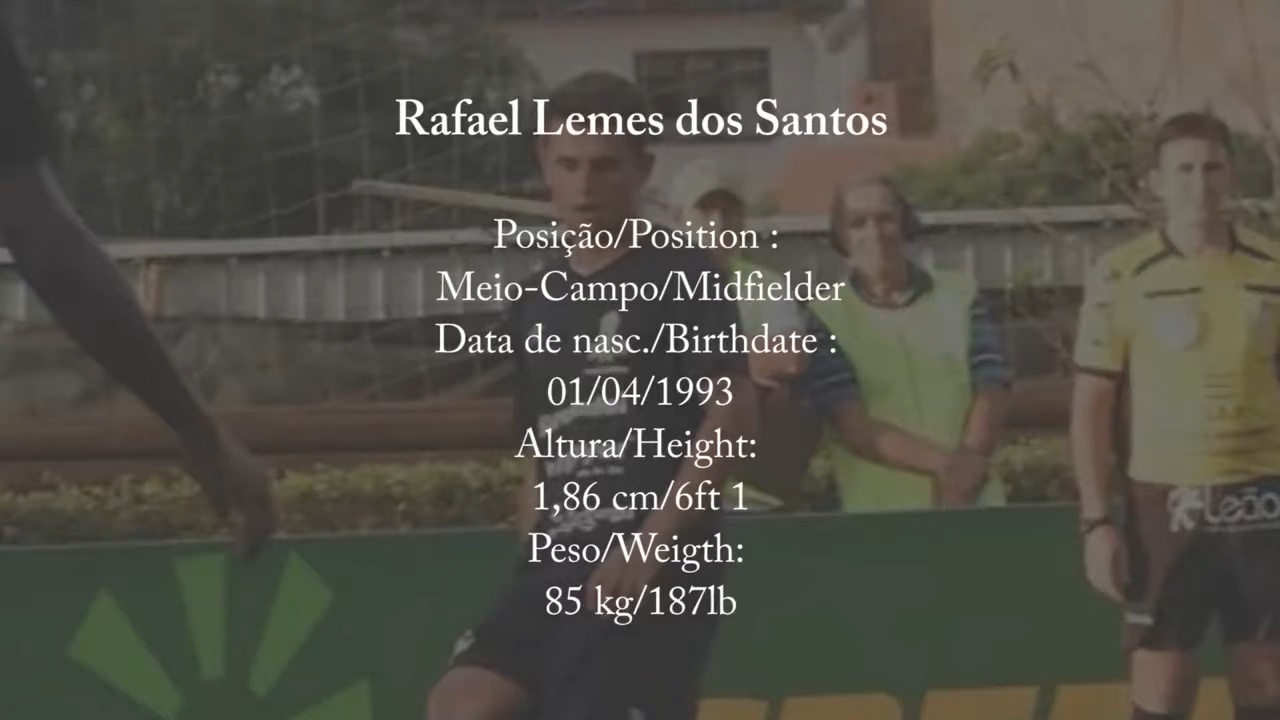 Rafael Lemes dos Santos
Posição/Position :
Meio-Campo/Midfielder
Data de nasc./Birthdate :
01/04/1993
Altura/Height:
1,86 cm/6ft 1
Peso/Weigth:
85 kg/187lb
Leão